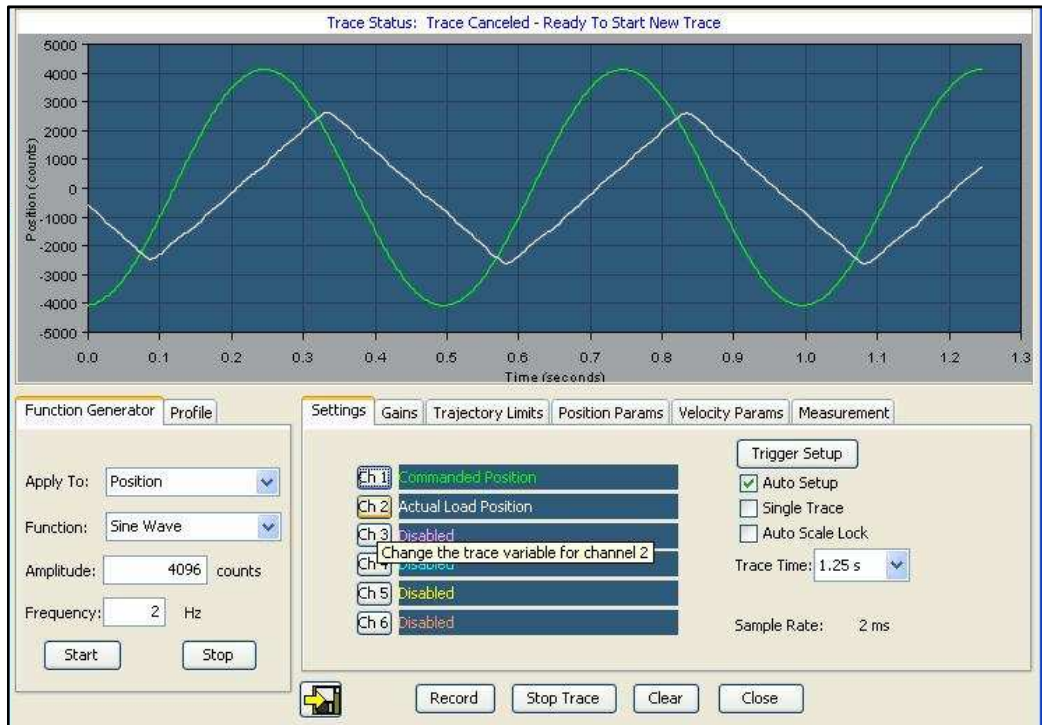 Trace Status: Trace Canceled - Ready To Start New Trace
5000
4000
3000
2000
1000
0
-1000
-2000
-3000
-4000
-5000
Position (counts)
0.0 0.1 0.2 0.3 0.4 0.5 0.6 0.7 0.8 0.9 1.0 1.1 1.2 1.3
Time (seconds)
Function Generator Profile
Apply To: Position
Function: Sine Wave
Amplitude: 4096 counts
Frequency: 2 Hz
Start Stop
Settings Gains Trajectory Limits Position Params Velocity Params Measurement
Ch 1 Commanded Position
Ch 2 Actual Load Position
Ch 3 Disabled
Change the trace variable for channel 2
Ch 5 Disabled
Ch 6 Disabled
Trigger Setup
Auto Setup
Single Trace
Auto Scale Lock
Trace Time: 1.25 s
Sample Rate: 2 ms
Record Stop Trace Clear Close